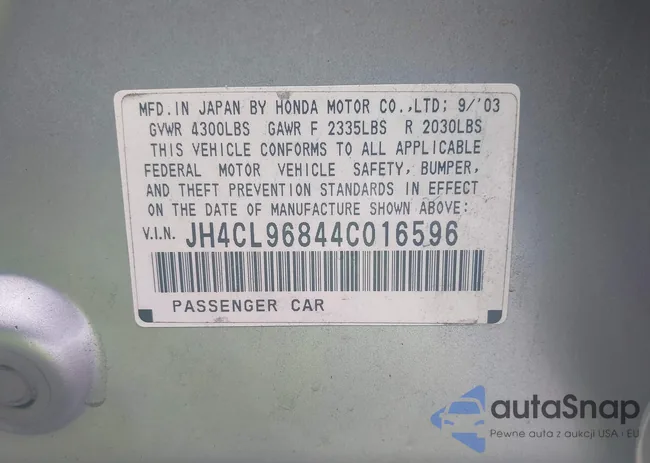 MFD. IN JAPAN BY HONDA MOTOR CO.,LTD; 9/'03
GVWR 4300LBS GAWR F 2335LBS R 2030LBS
THIS VEHICLE CONFORMS TO ALL APPLICABLE
FEDERAL MOTOR VEHICLE SAFETY, BUMPER,
AND THEFT PREVENTION STANDARDS IN EFFECT
ON THE DATE OF MANUFACTURE SHOWN ABOVE:
V.I.N. JH4CL96844C016596
PASSENGER CAR
autaSnap
Pewne auta z aukcji USA i EU